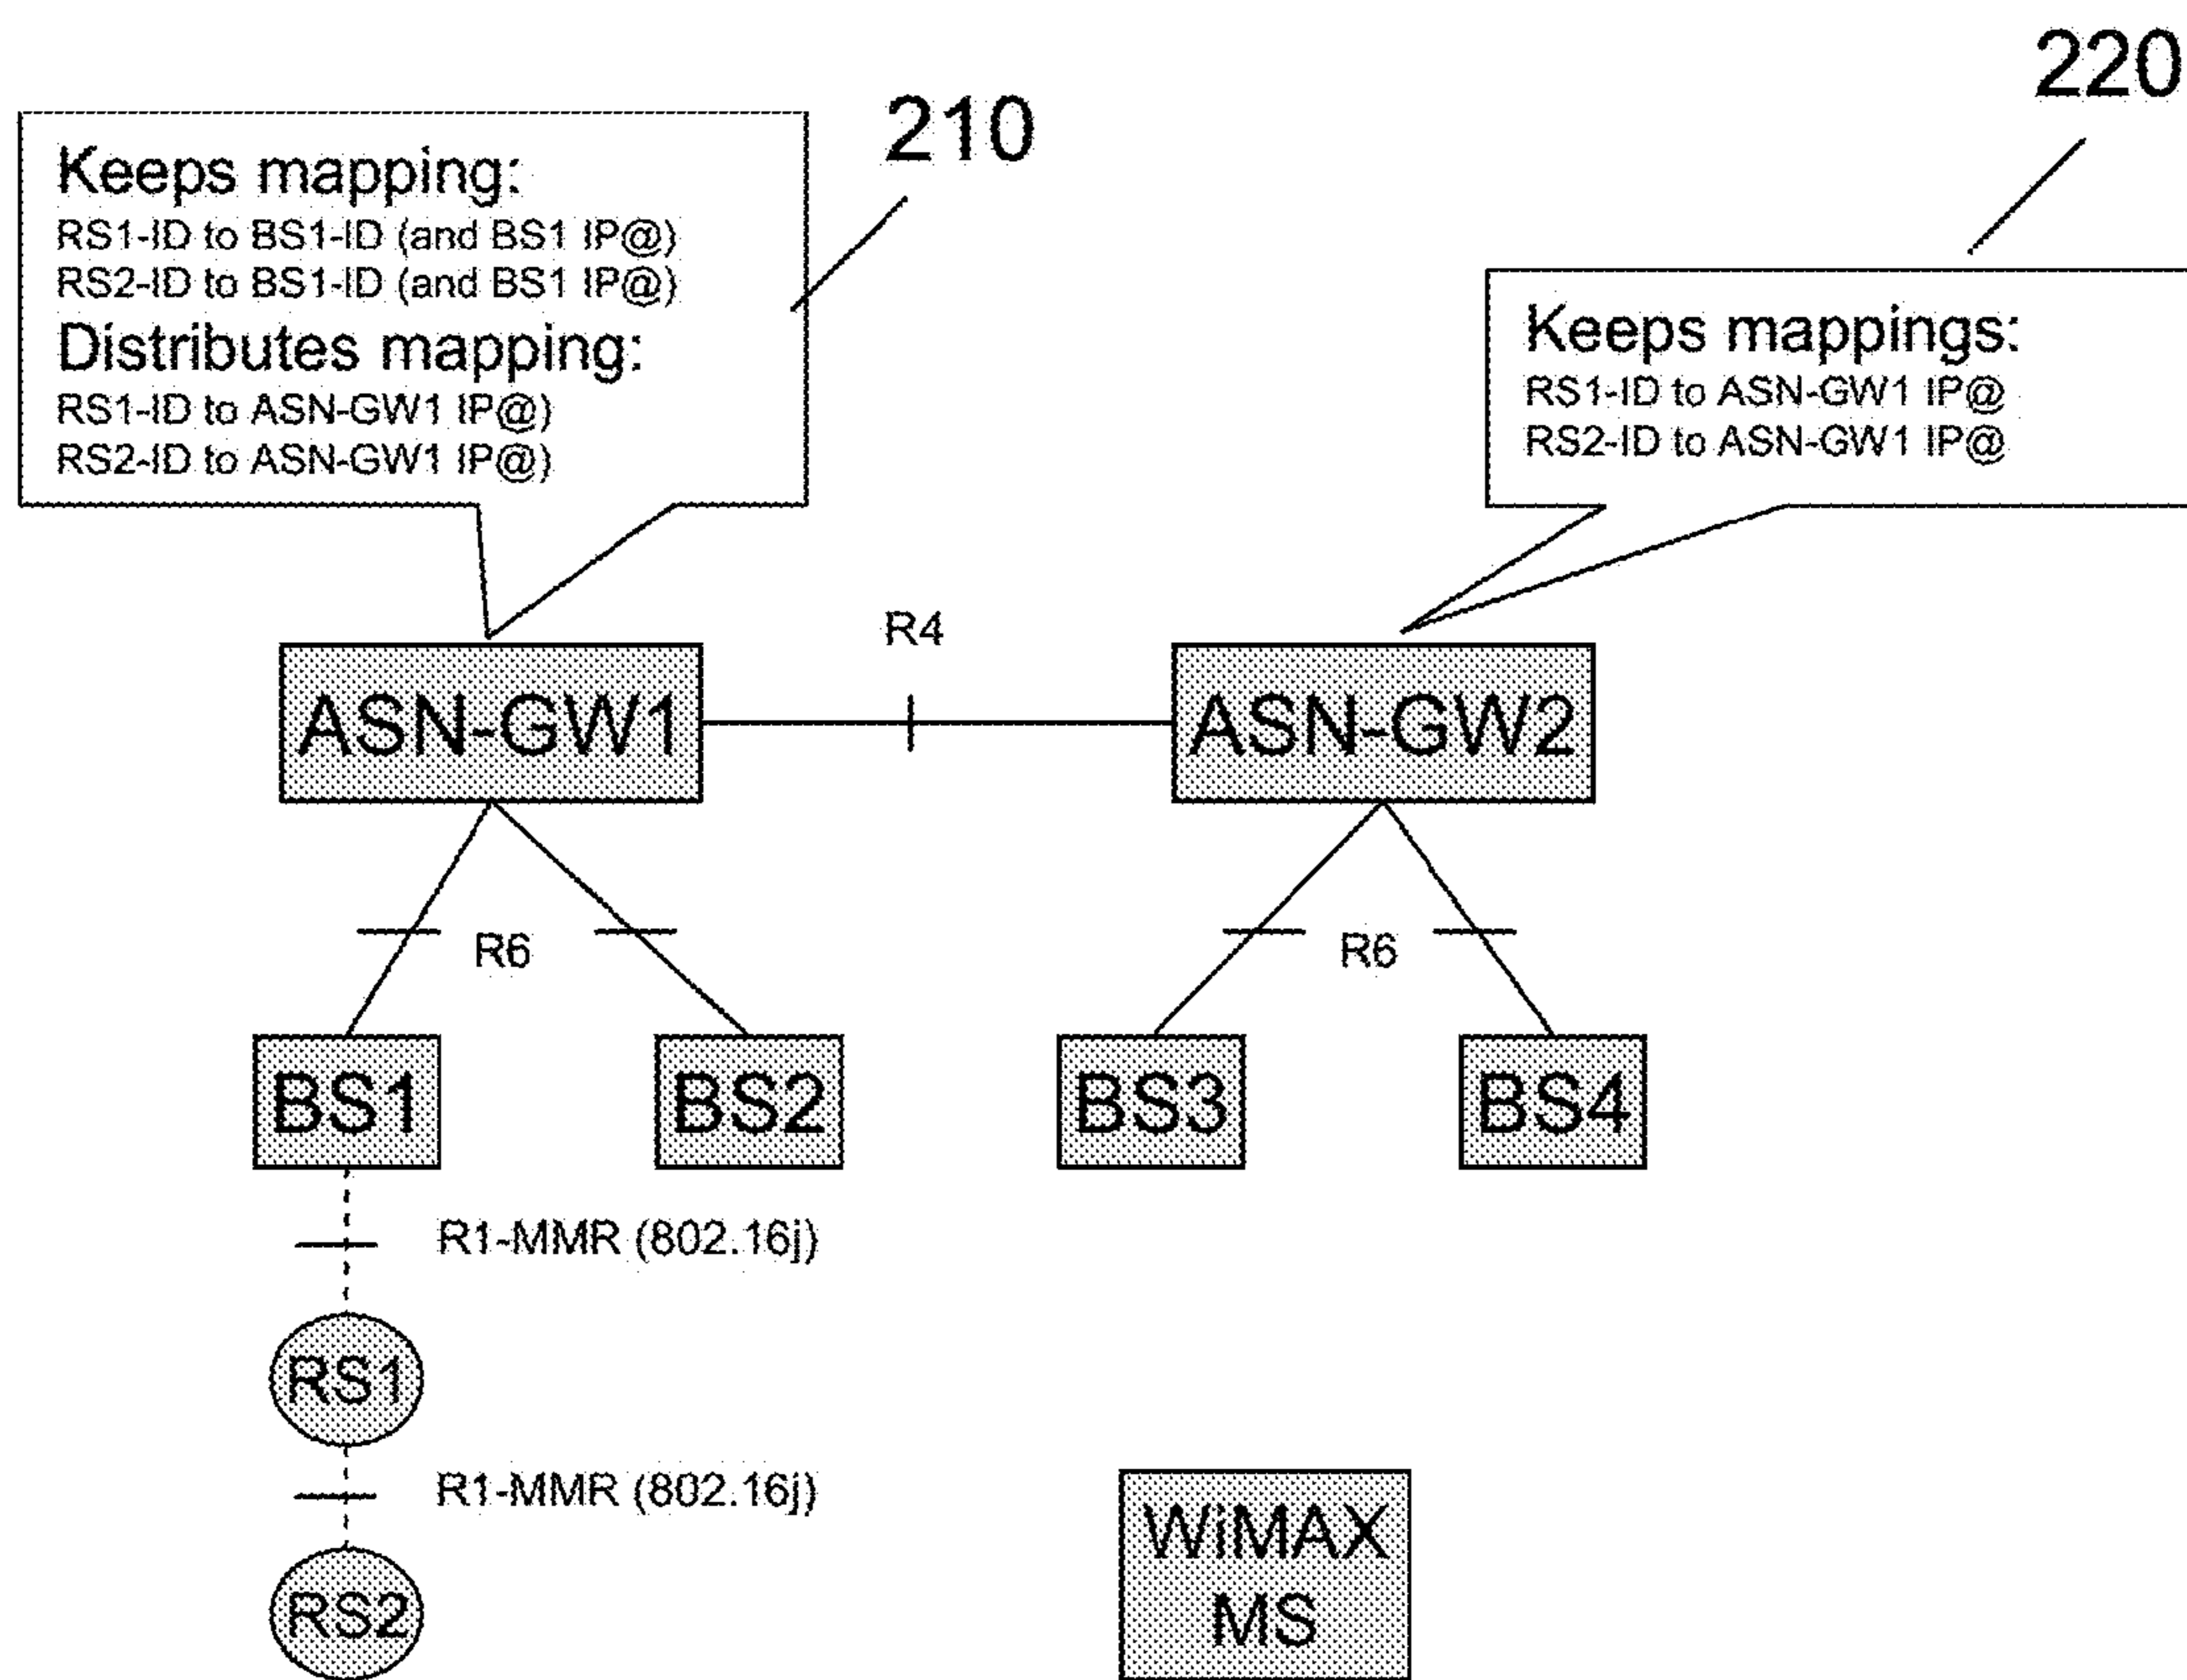 220
210
Keeps mapping:
RS1-ID to BS1-ID (and BS1 IP@)
RS2-ID to BS1-ID (and BS1 IP@)
Distributes mapping:
RS1-ID to ASN-GW1 IP@)
RS2-ID to ASN-GW1 IP@)
Keeps mappings:
RS1-ID to ASN-GW1 IP@
RS2-ID to ASN-GW1 IP@
R4
ASN-GW1
ASN-GW2
R6
R6
BS1
BS2
BS3
BS4
R1-MMR (802.16j)
RS1
R1-MMR (802.16j)
RS2
WiMAX
MS